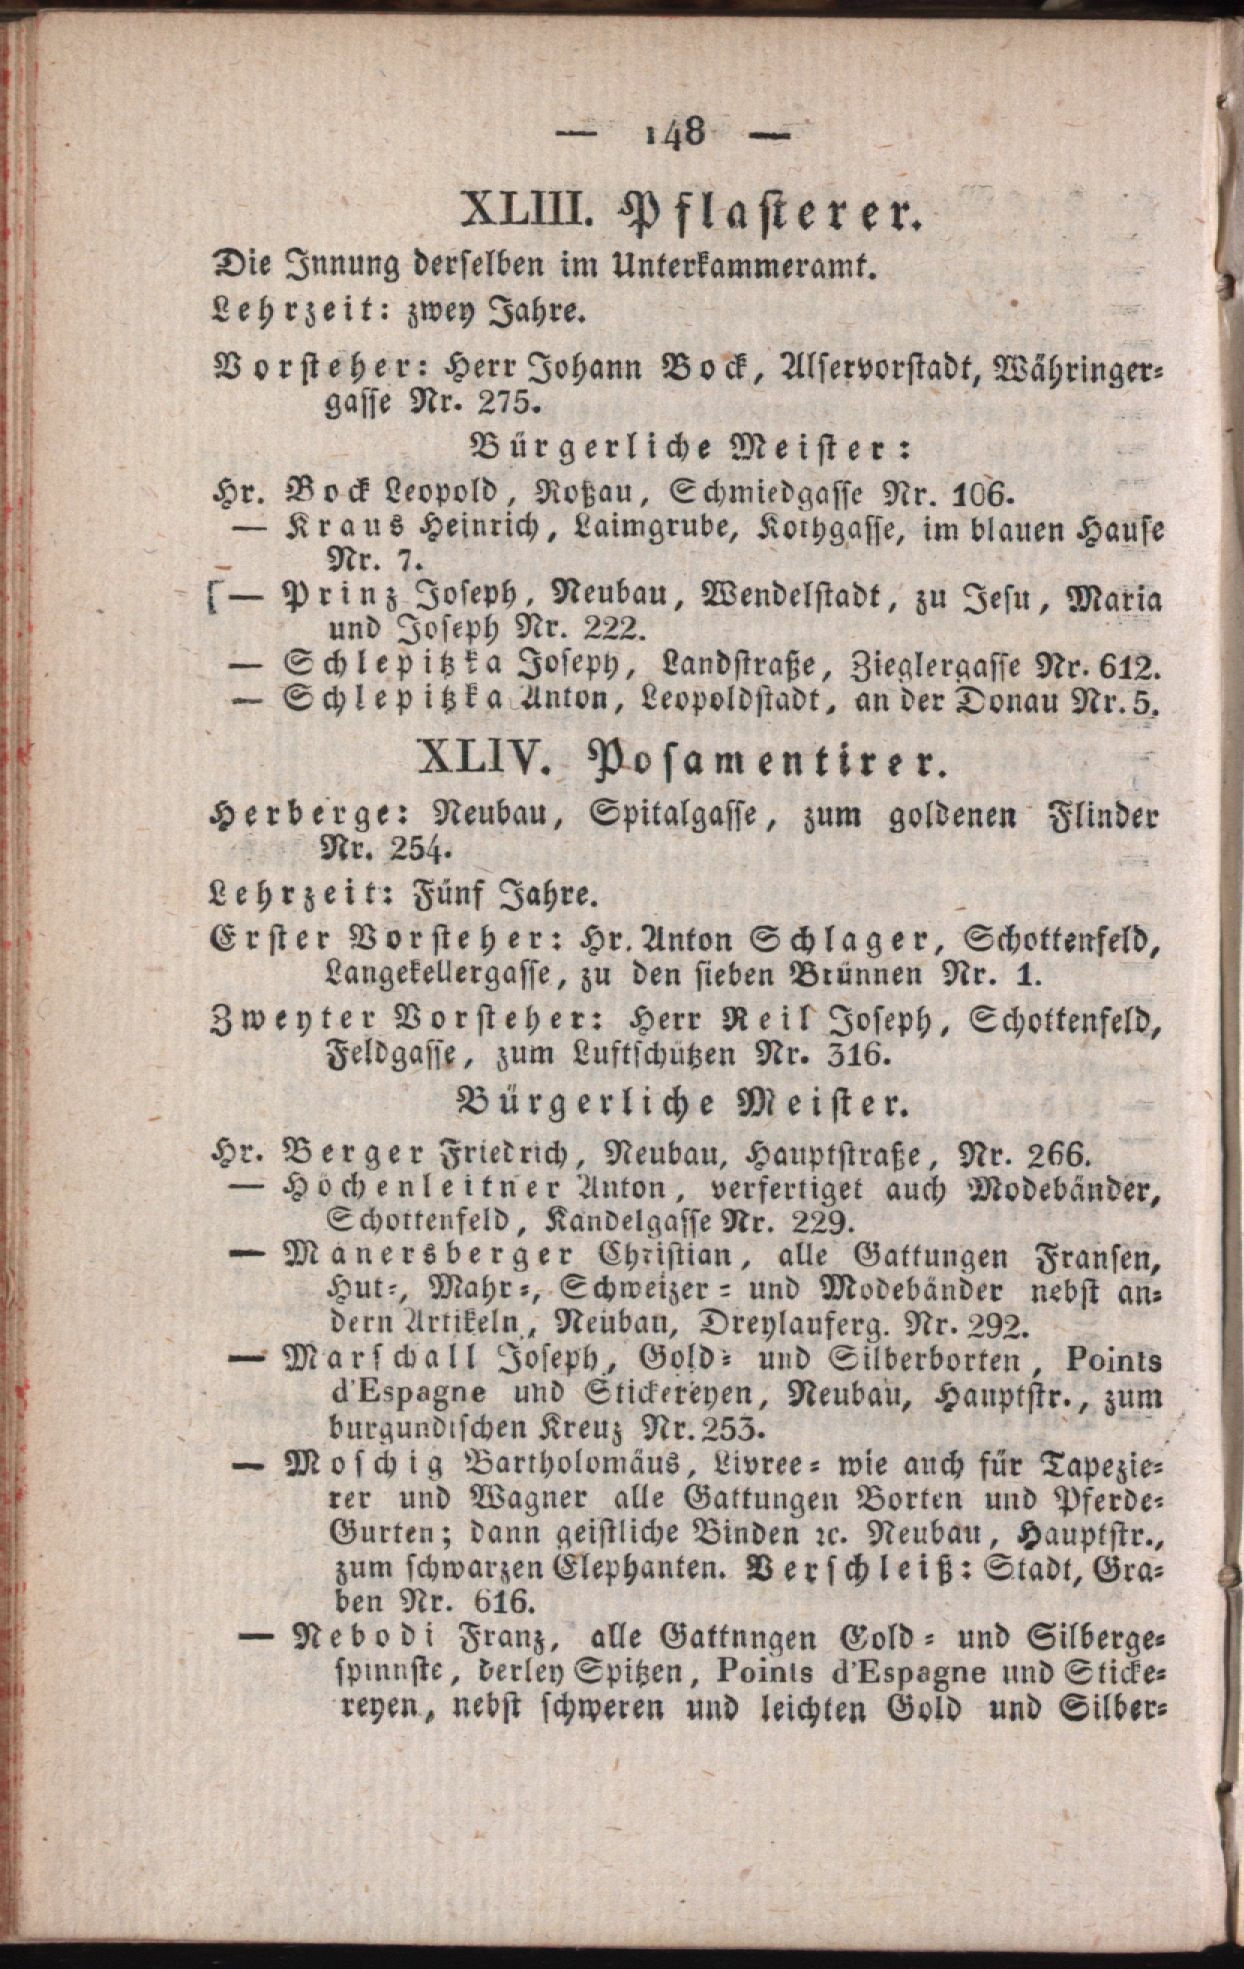 — 148 —
XLIII. Pflasterer.
Die Innung derselben im Unterkammeramt.
Lehrzeit: zwey Jahre.
Vorsteher: Herr Johann Bock, Alservorstadt, Währinger-
gasse Nr. 275.
Bürgerliche Meister:
Hr. Bock Leopold, Roßau, Schmiedgasse Nr. 106.
— Kraus Heinrich, Laimgrube, Kothgasse, im blauen Hause
Nr. 7.
[— Prinz Joseph, Neubau, Wendelstadt, zu Jesu, Maria
und Joseph Nr. 222.
— Schlepitzka Joseph, Landstraße, Zieglergasse Nr. 612.
— Schlepitzka Anton, Leopoldstadt, an der Donau Nr. 5.
XLIV. Posamentirer.
Herberge: Neubau, Spitalgasse, zum goldenen Flinder
Nr. 254.
Lehrzeit: Fünf Jahre.
Erster Vorsteher: Hr. Anton Schlager, Schottenfeld,
Langekellergasse, zu den sieben Brünnen Nr. 1.
Zweyter Vorsteher: Herr Reil Joseph, Schottenfeld,
Feldgasse, zum Luftschützen Nr. 316.
Bürgerliche Meister.
Hr. Berger Friedrich, Neubau, Hauptstraße, Nr. 266.
— Höchenleitner Anton, verfertiget auch Modebänder,
Schottenfeld, Kandelgasse Nr. 229.
— Manersberger Christian, alle Gattungen Fransen,
Hut-, Mahr-, Schweizer- und Modebänder nebst an-
dern Artikeln, Neubau, Dreylauferg. Nr. 292.
— Marschall Joseph, Gold- und Silberborten, Points
d'Espagne und Stickereyen, Neubau, Hauptstr., zum
burgundischen Kreuz Nr. 253.
— Moschig Bartholomäus, Livree- wie auch für Tapezie-
rer und Wagner alle Gattungen Borten und Pferde-
Gurten; dann geistliche Binden ꝛc. Neubau, Hauptstr.,
zum schwarzen Elephanten. Verschleiß: Stadt, Gra-
ben Nr. 616.
— Nebodi Franz, alle Gattnngen Gold- und Silberge-
spinnste, derley Spitzen, Points d'Espagne und Sticke-
reyen, nebst schweren und leichten Gold und Silber-